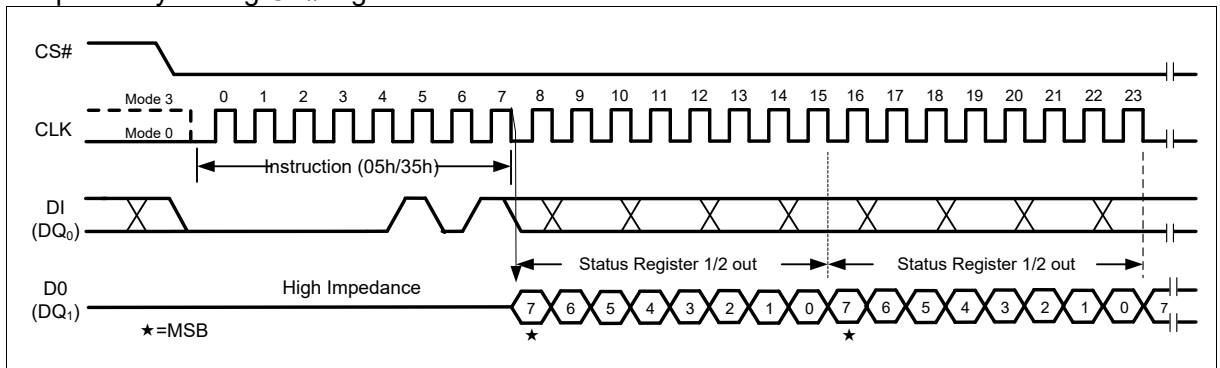 CS#
Mode 3
0 1 2 3 4 5 6 7 8 9 10 11 12 13 14 15 16 17 18 19 20 21 22 23
CLK
Mode 0
Instruction (05h/35h)
DI
(DQ0)
Status Register 1/2 out Status Register 1/2 out
D0
(DQ1)
High Impedance
7 6 5 4 3 2 1 0 7 6 5 4 3 2 1 0 7
★=MSB ★ ★